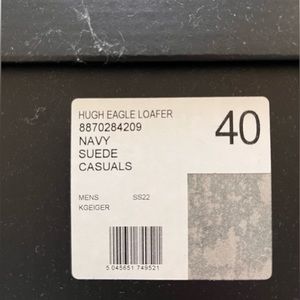 HUGH EAGLE LOAFER
8870284209
NAVY
SUEDE
CASUALS
40
MENS SS22
KGEIGER
5 045651 749521